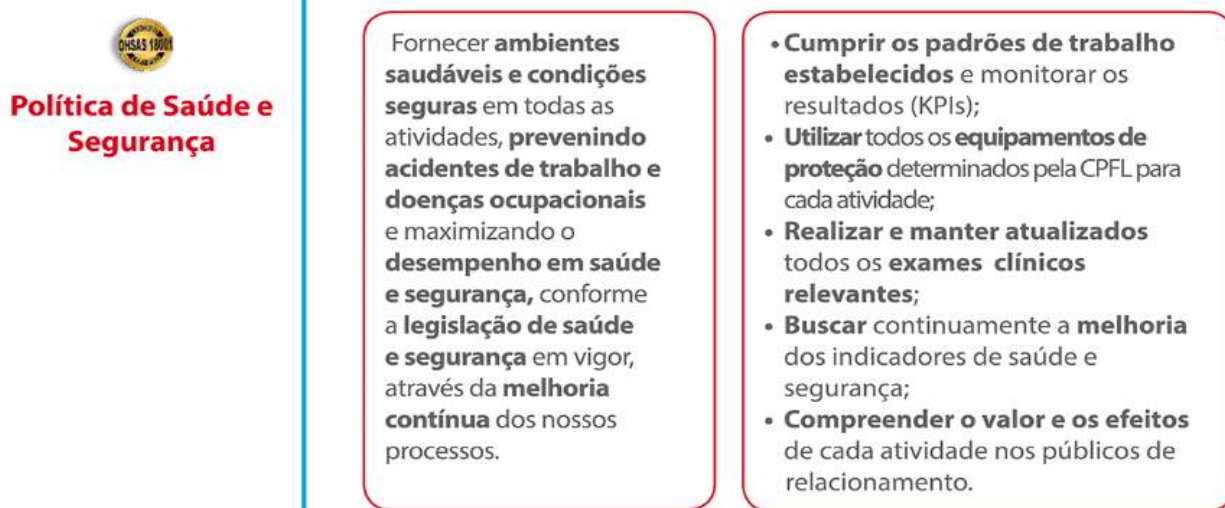 OHSAS 18001
Política de Saúde e
Segurança
Fornecer ambientes
saudáveis e condições
seguras em todas as
atividades, prevenindo
acidentes de trabalho e
doenças ocupacionais
e maximizando o
desempenho em saúde
e segurança, conforme
a legislação de saúde
e segurança em vigor,
através da melhoria
contínua dos nossos
processos.
• Cumprir os padrões de trabalho
estabelecidos e monitorar os
resultados (KPIs);
• Utilizar todos os equipamentos de
proteção determinados pela CPFL para
cada atividade;
• Realizar e manter atualizados
todos os exames clínicos
relevantes;
• Buscar continuamente a melhoria
dos indicadores de saúde e
segurança;
• Compreender o valor e os efeitos
de cada atividade nos públicos de
relacionamento.